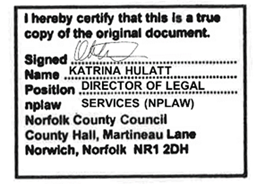 I hereby certify that this is a true
copy of the original document.
Signed
Name KATRINA HULATT
Position DIRECTOR OF LEGAL
nplaw SERVICES (NPLAW)
Norfolk County Council
County Hall, Martineau Lane
Norwich, Norfolk NR1 2DH